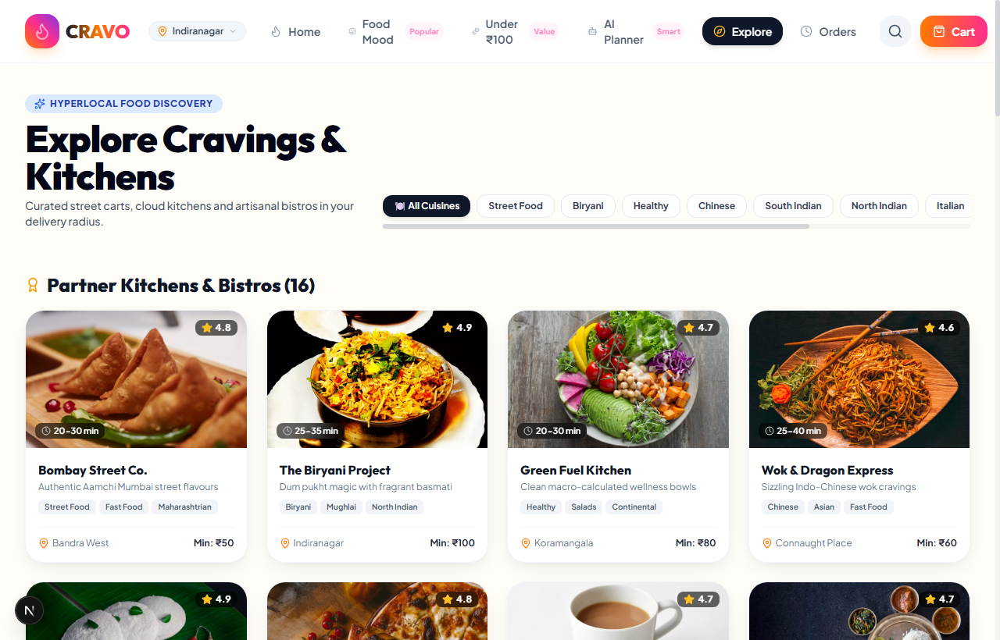 CRAVO
Indiranagar
Home
Food Mood
Popular
Under ₹100
Value
AI Planner
Smart
Explore
Orders
Cart
HYPERLOCAL FOOD DISCOVERY
Explore Cravings &
Kitchens
Curated street carts, cloud kitchens and artisanal bistros in your
delivery radius.
🍽️ All Cuisines
Street Food
Biryani
Healthy
Chinese
South Indian
North Indian
Italian
Partner Kitchens & Bistros (16)
4.8
20-30 min
Bombay Street Co.
Authentic Aamchi Mumbai street flavours
Street Food Fast Food Maharashtrian
Bandra West Min: ₹50
4.9
25-35 min
The Biryani Project
Dum pukht magic with fragrant basmati
Biryani Mughlai North Indian
Indiranagar Min: ₹100
4.7
20-30 min
Green Fuel Kitchen
Clean macro-calculated wellness bowls
Healthy Salads Continental
Koramangala Min: ₹80
4.6
25-40 min
Wok & Dragon Express
Sizzling Indo-Chinese wok cravings
Chinese Asian Fast Food
Connaught Place Min: ₹60
4.9
4.8
4.7
4.7
N